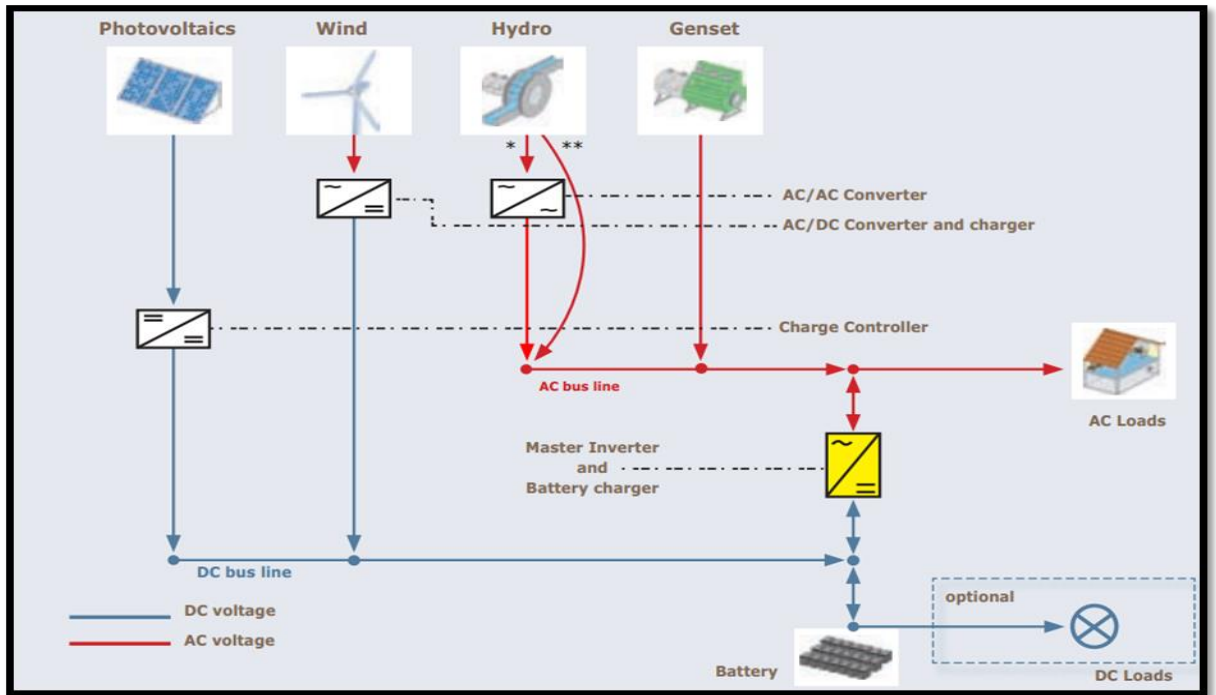 Photovoltaics
Wind
Hydro
Genset
*
**
AC/AC Converter
AC/DC Converter and charger
Charge Controller
AC bus line
AC Loads
Master Inverter
and
Battery charger
DC bus line
DC voltage
AC voltage
optional
Battery
DC Loads